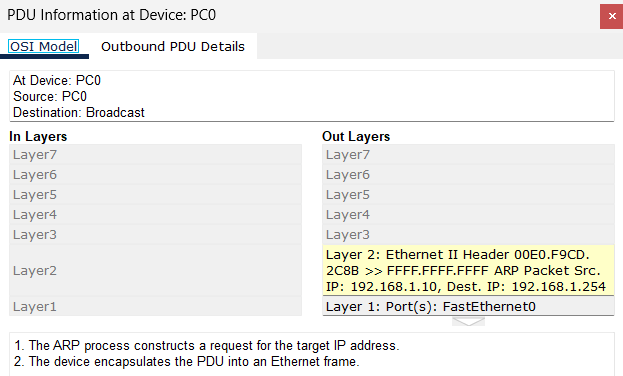 PDU Information at Device: PC0
OSI Model
Outbound PDU Details
At Device: PC0
Source: PC0
Destination: Broadcast
In Layers
Layer7
Layer6
Layer5
Layer4
Layer3
Layer2
Layer1
Out Layers
Layer7
Layer6
Layer5
Layer4
Layer3
Layer 2: Ethernet II Header 00E0.F9CD.
2C8B >> FFFF.FFFF.FFFF ARP Packet Src.
IP: 192.168.1.10, Dest. IP: 192.168.1.254
Layer 1: Port(s): FastEthernet0
1. The ARP process constructs a request for the target IP address.
2. The device encapsulates the PDU into an Ethernet frame.